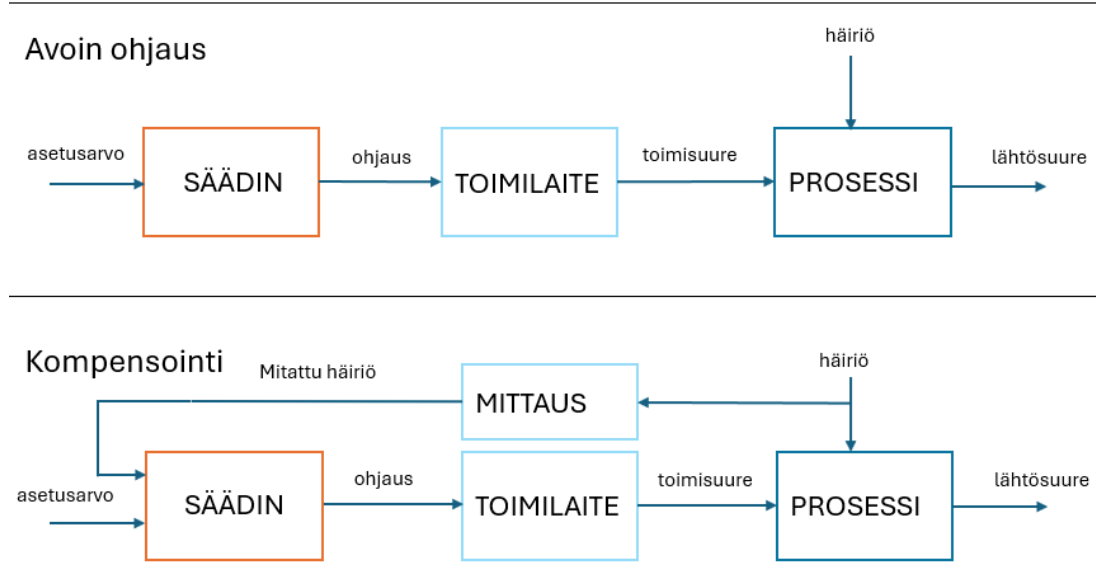 Avoin ohjaus
häiriö
asetusarvo
SÄÄDIN
ohjaus
TOIMILAITE
toimisuure
PROSESSI
lähtösuure
Kompensointi
Mitattu häiriö
MITTAUS
häiriö
asetusarvo
SÄÄDIN
ohjaus
TOIMILAITE
toimisuure
PROSESSI
lähtösuure